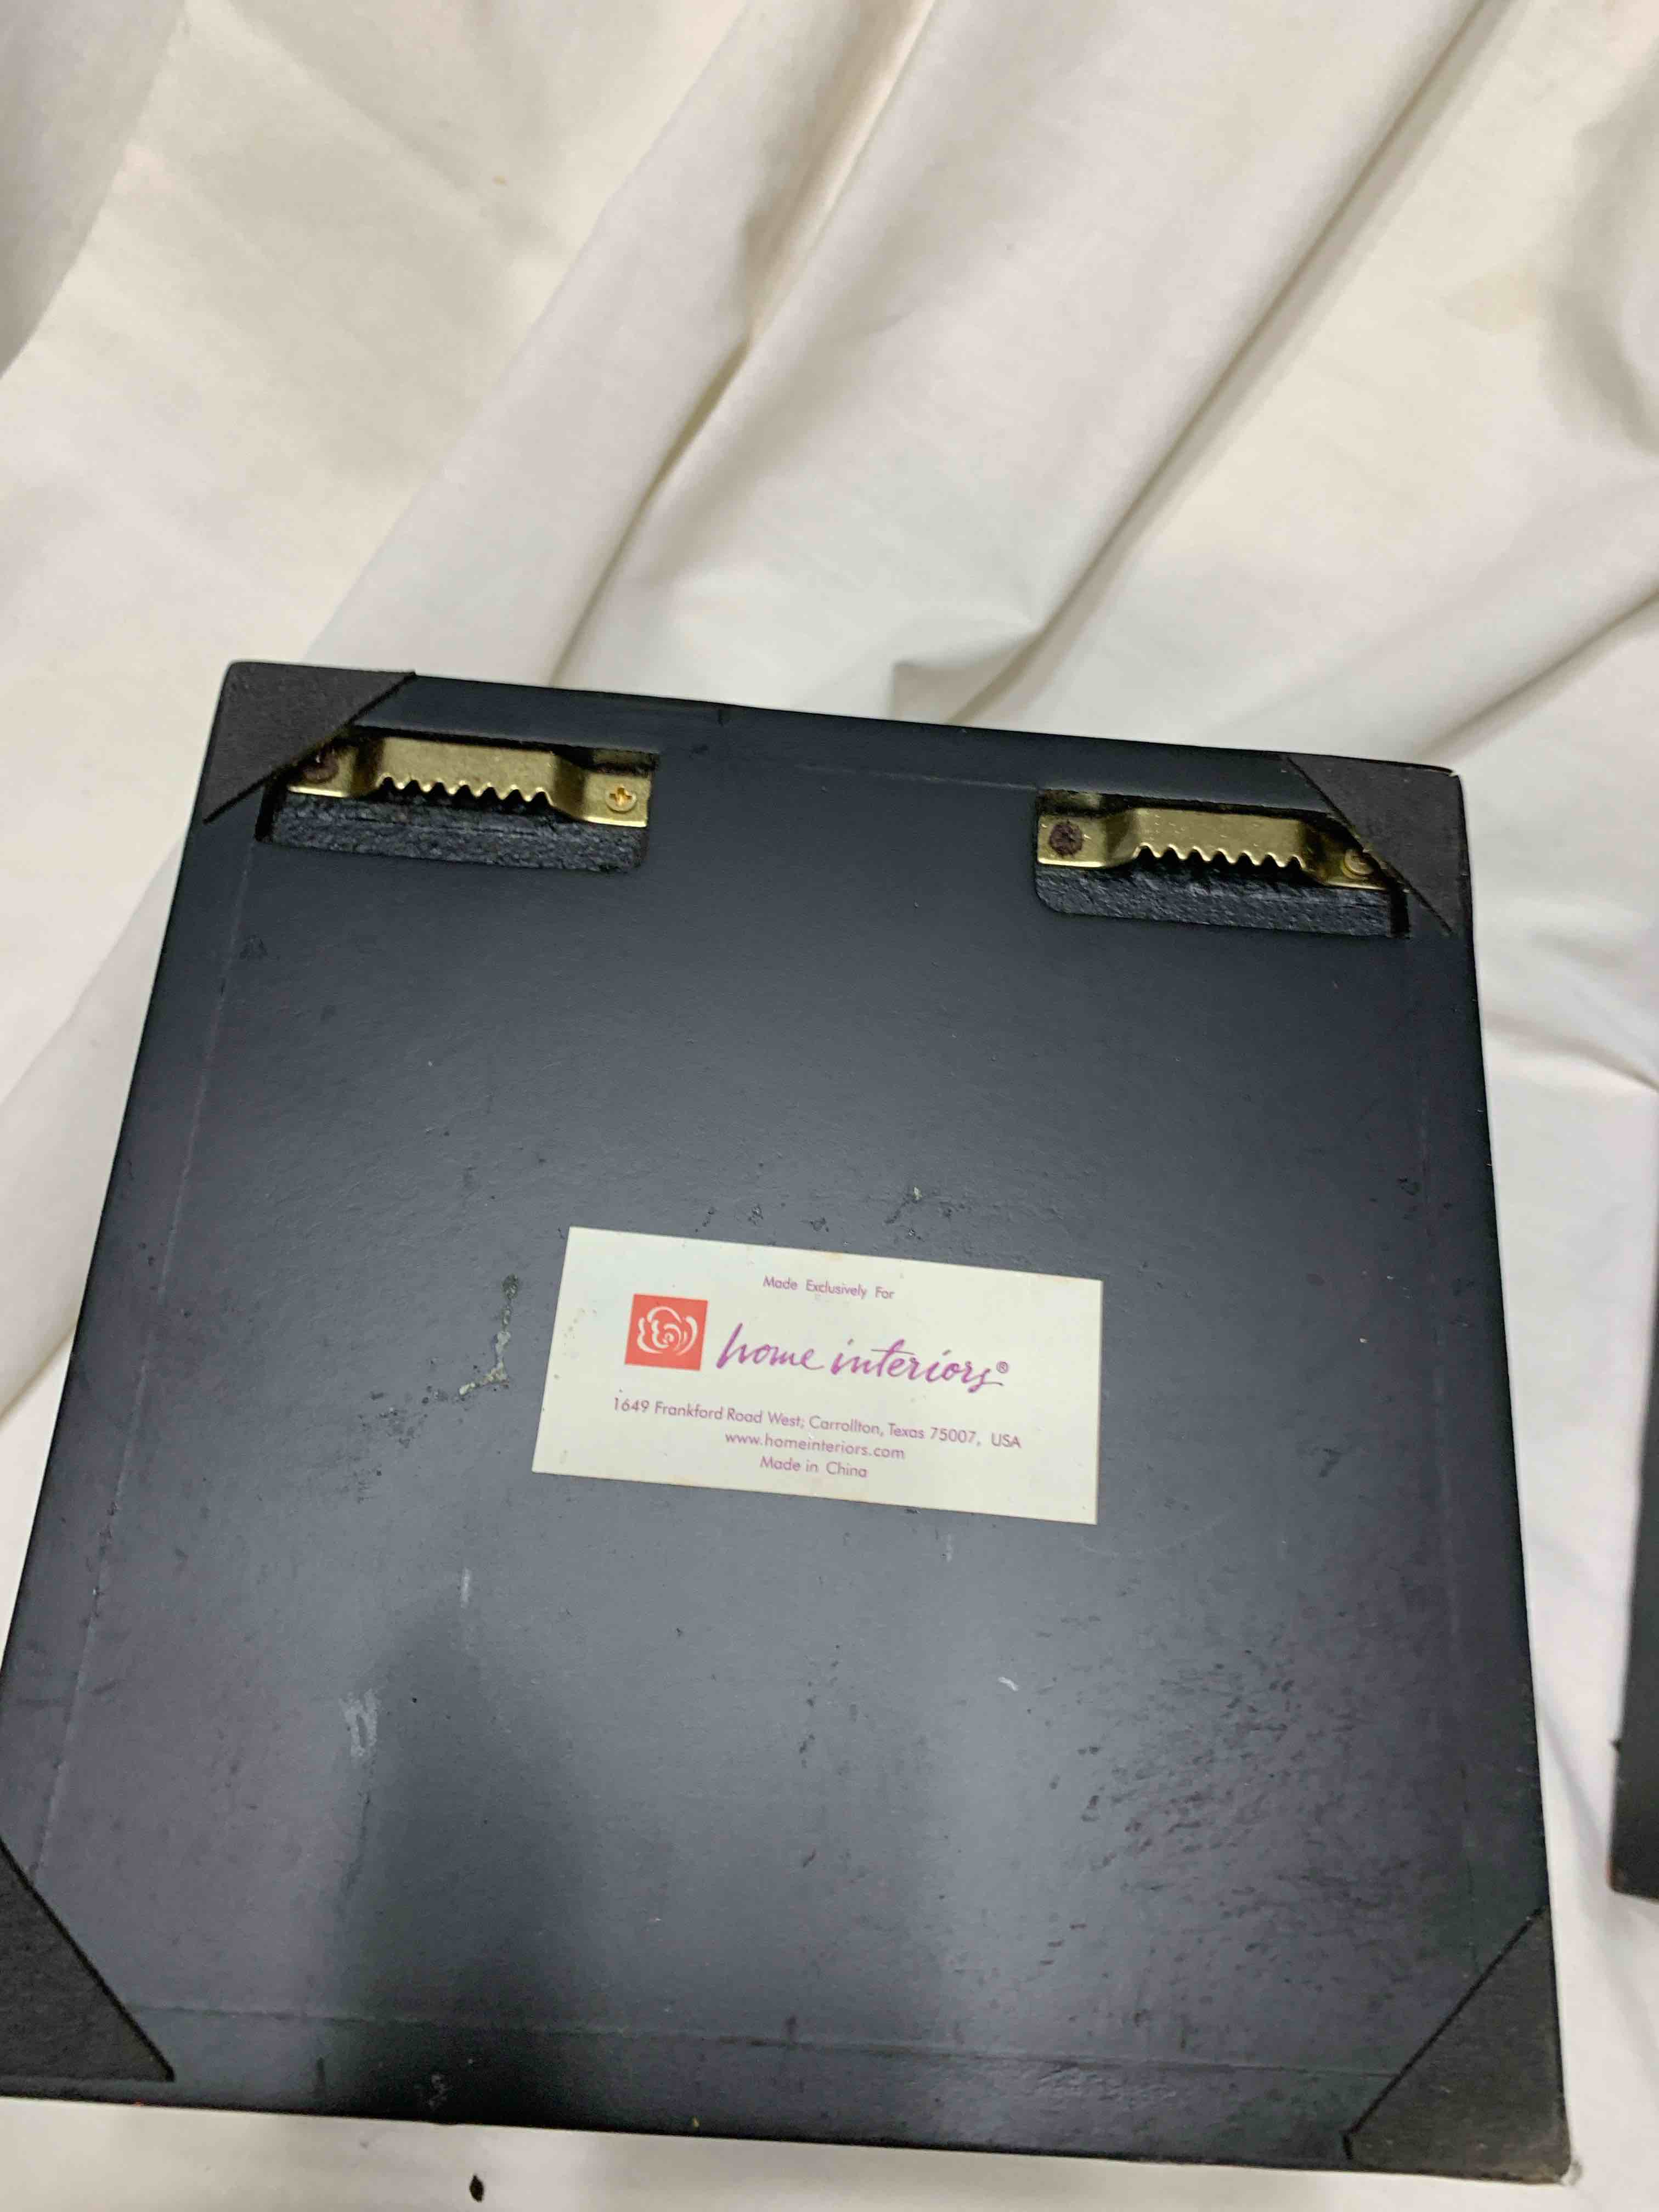 Made Exclusively For
home interiors®
1649 Frankford Road West; Carrollton, Texas 75007, USA
www.homeinteriors.com
Made in China